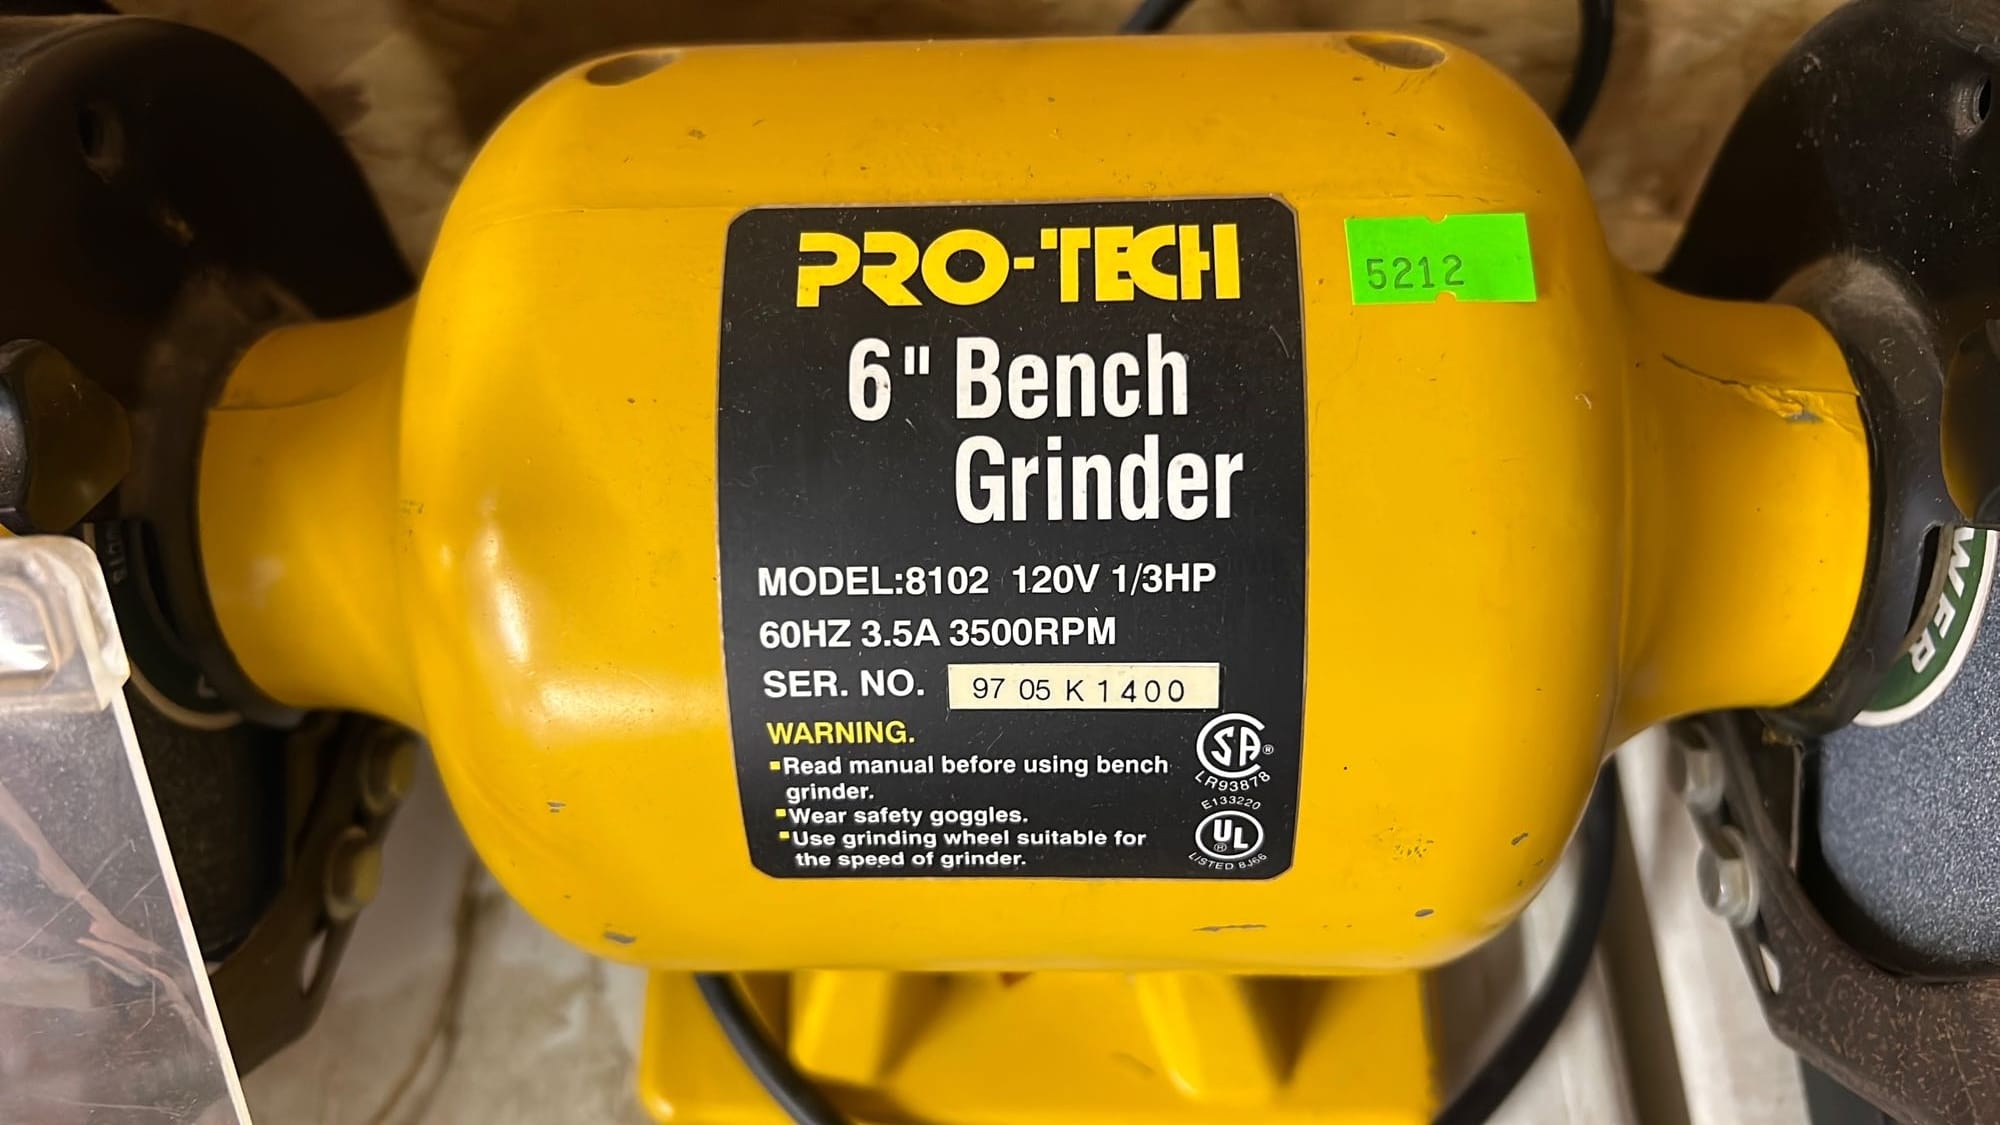 PRO-TECH
5212
6" Bench
Grinder
MODEL:8102 120V 1/3HP
60HZ 3.5A 3500RPM
SER. NO. 97 05 K 1400
WARNING.
▪Read manual before using bench
grinder.
▪Wear safety goggles.
▪Use grinding wheel suitable for
the speed of grinder.
SA®
LR93878
E133220
UL®
LISTED 8J66
WER